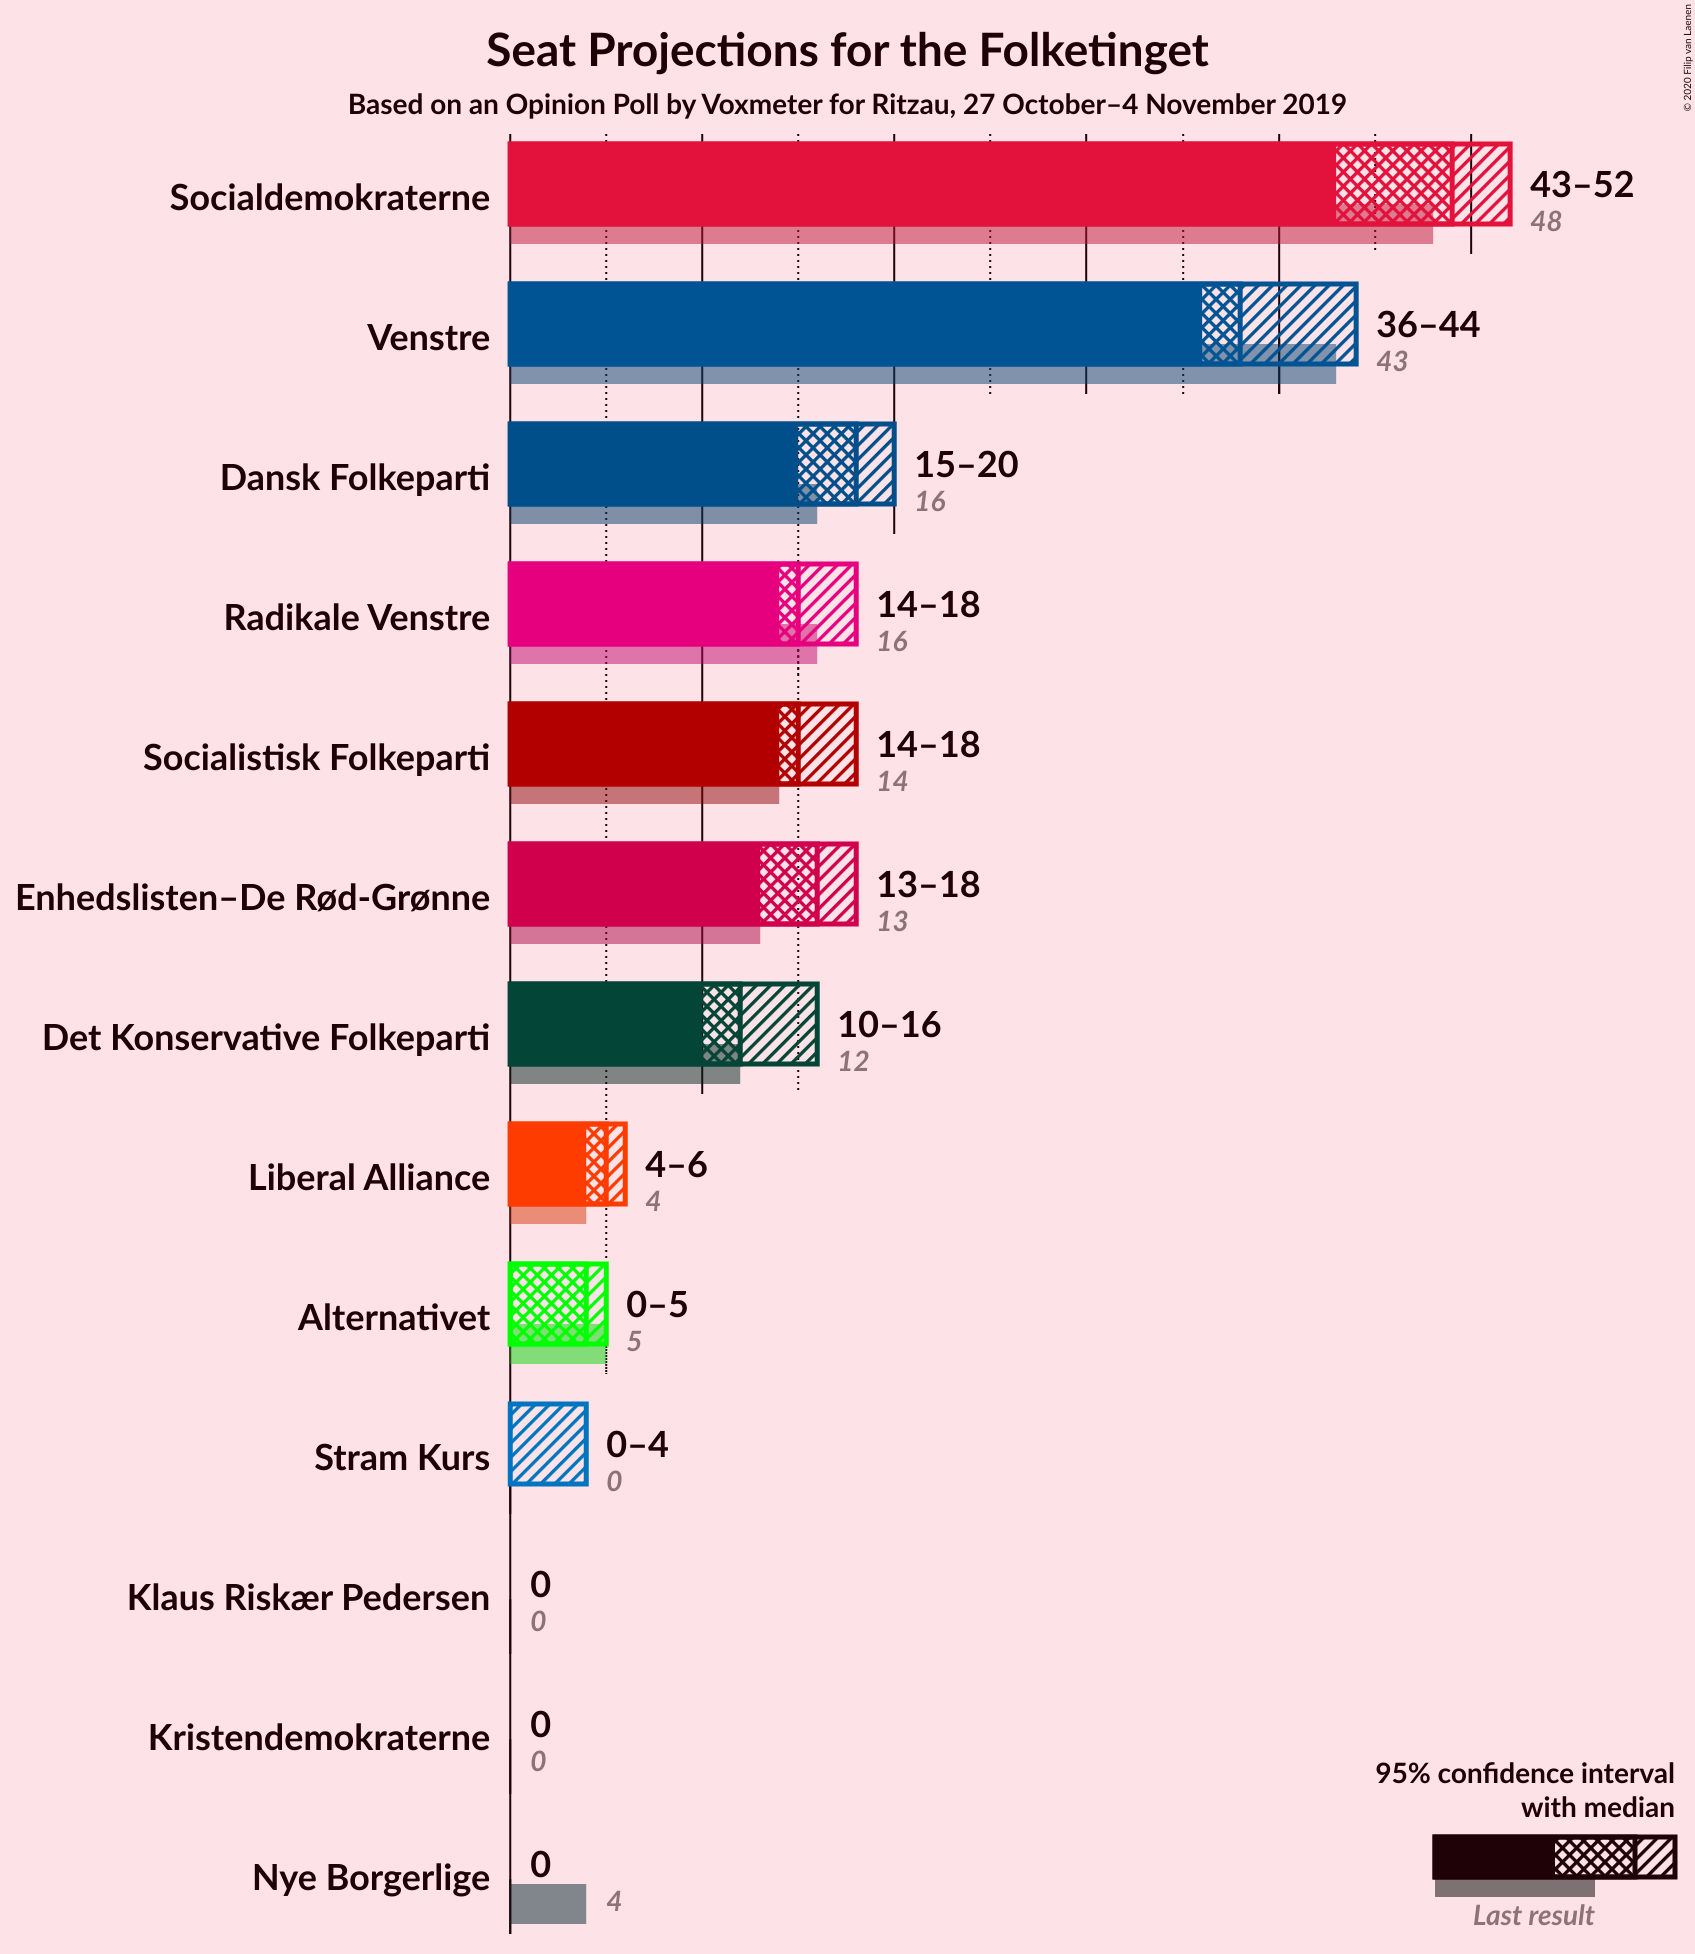 © 2020 Filip van Laenen
Seat Projections for the Folketinget
Based on an Opinion Poll by Voxmeter for Ritzau, 27 October–4 November 2019
Socialdemokraterne
43–52
48
Venstre
36–44
43
Dansk Folkeparti
15–20
16
Radikale Venstre
14–18
16
Socialistisk Folkeparti
14–18
14
Enhedslisten–De Rød-Grønne
13–18
13
Det Konservative Folkeparti
10–16
12
Liberal Alliance
4–6
4
Alternativet
0–5
5
Stram Kurs
0–4
0
Klaus Riskær Pedersen
0
0
Kristendemokraterne
0
0
Nye Borgerlige
0
4
95% confidence interval
with median
Last result